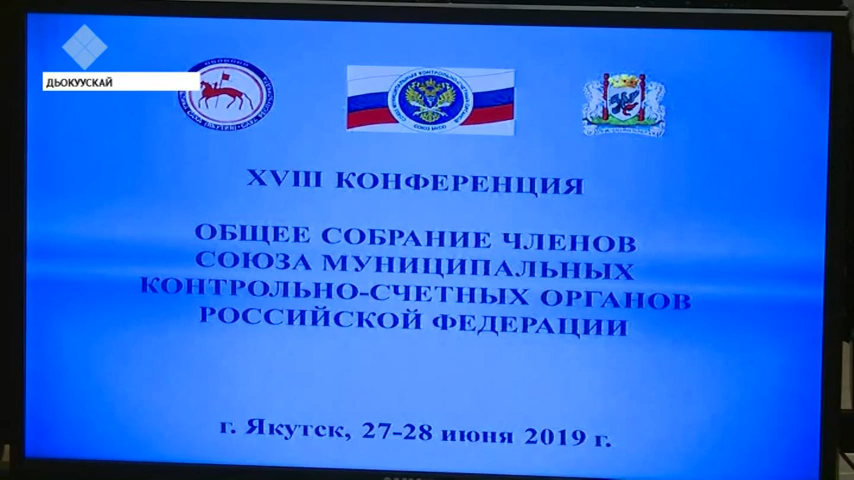 ДЬОКУУСКАЙ
XVIII КОНФЕРЕНЦИЯ
ОБЩЕЕ СОБРАНИЕ ЧЛЕНОВ
СОЮЗА МУНИЦИПАЛЬНЫХ
КОНТРОЛЬНО-СЧЕТНЫХ ОРГАНОВ
РОССИЙСКОЙ ФЕДЕРАЦИИ
г. Якутск, 27-28 июня 2019 г.